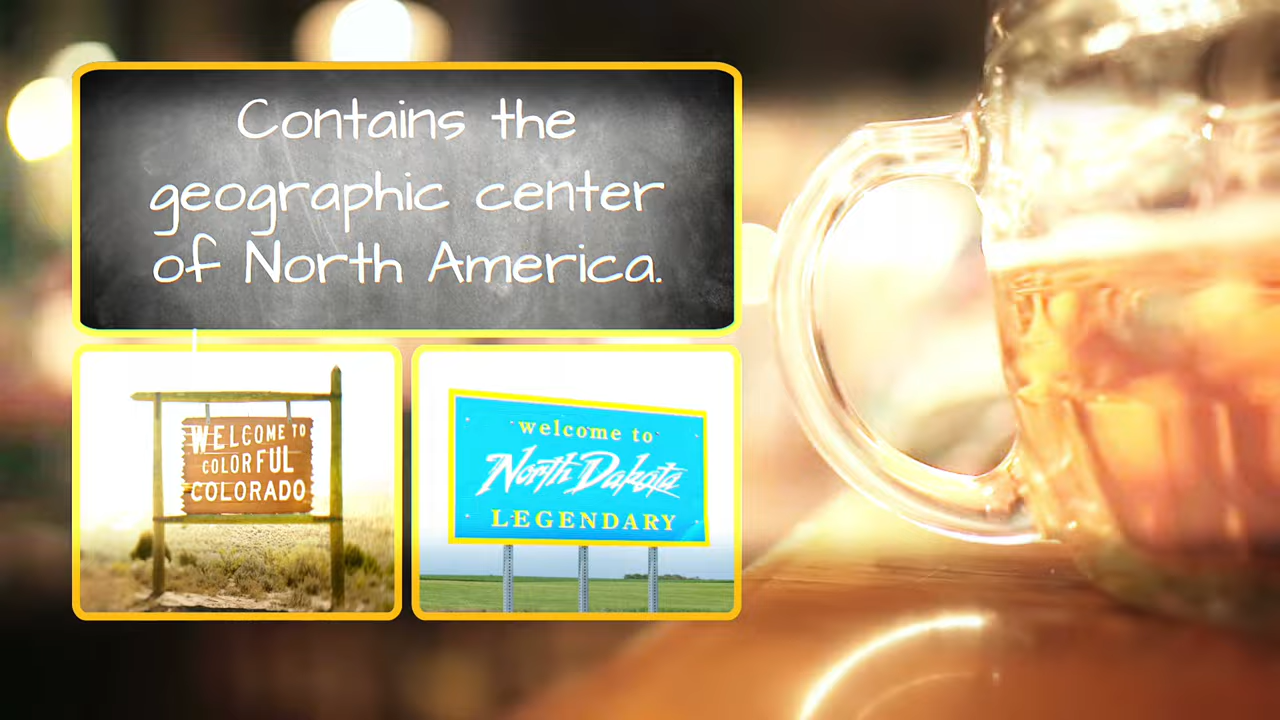 Contains the
geographic center
of North America.
WELCOME TO
COLORFUL
COLORADO
welcome to
North Dakota
LEGENDARY